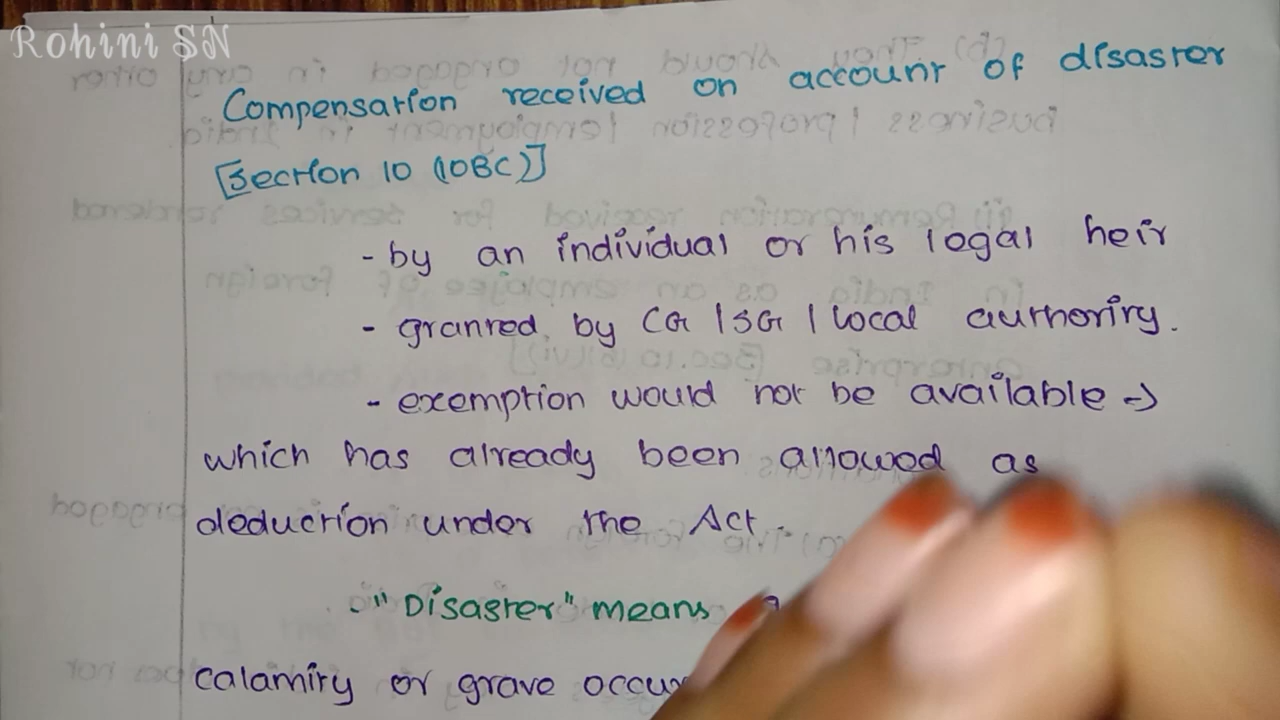 Rohini SN
Compensation received on account of disaster
[Section 10 (10BC)]
- by an individual or his legal heir
- granted by CG | SG | local authority.
- exemption would not be available →
which has already been allowed as
deduction under the Act.
- "Disaster" means
calamity or grave